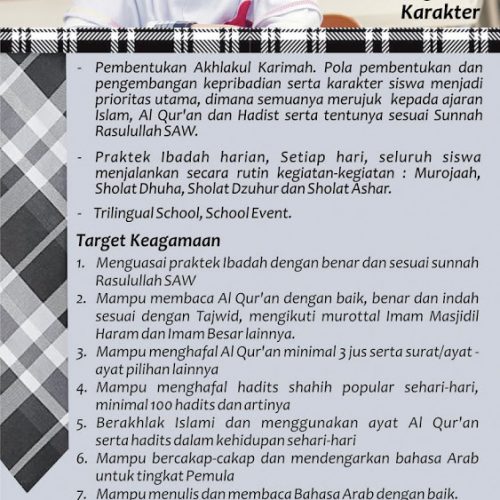 Karakter
- Pembentukan Akhlakul Karimah. Pola pembentukan dan
pengembangan kepribadian serta karakter siswa menjadi
prioritas utama, dimana semuanya merujuk kepada ajaran
Islam, Al Qur'an dan Hadist serta tentunya sesuai Sunnah
Rasulullah SAW.
- Praktek Ibadah harian, Setiap hari, seluruh siswa
menjalankan secara rutin kegiatan-kegiatan : Murojaah,
Sholat Dhuha, Sholat Dzuhur dan Sholat Ashar.
- Trilingual School, School Event.
Target Keagamaan
1. Menguasai praktek Ibadah dengan benar dan sesuai sunnah
Rasulullah SAW
2. Mampu membaca Al Qur'an dengan baik, benar dan indah
sesuai dengan Tajwid, mengikuti murottal Imam Masjidil
Haram dan Imam Besar lainnya.
3. Mampu menghafal Al Qur'an minimal 3 jus serta surat/ayat -
ayat pilihan lainnya
4. Mampu menghafal hadits shahih popular sehari-hari,
minimal 100 hadits dan artinya
5. Berakhlak Islami dan menggunakan ayat Al Qur'an
serta hadits dalam kehidupan sehari-hari
6. Mampu bercakap-cakap dan mendengarkan bahasa Arab
untuk tingkat Pemula
7. Mampu menulis dan membaca Bahasa Arab dengan baik.